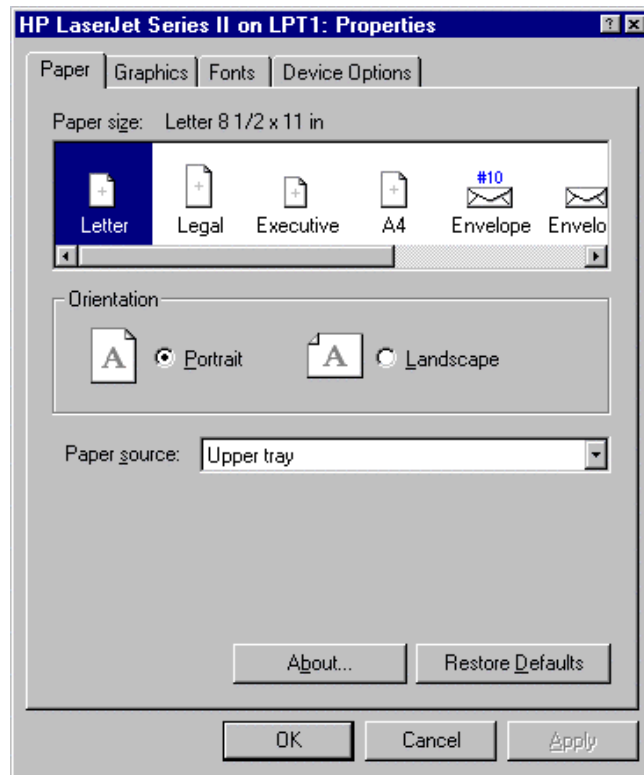 HP LaserJet Series II on LPT1: Properties
Paper Graphics Fonts Device Options
Paper size: Letter 8 1/2 x 11 in
#10
Letter Legal Executive A4 Envelope Envelo
Orientation
A Portrait A Landscape
Paper source: Upper tray
About... Restore Defaults
OK Cancel Apply